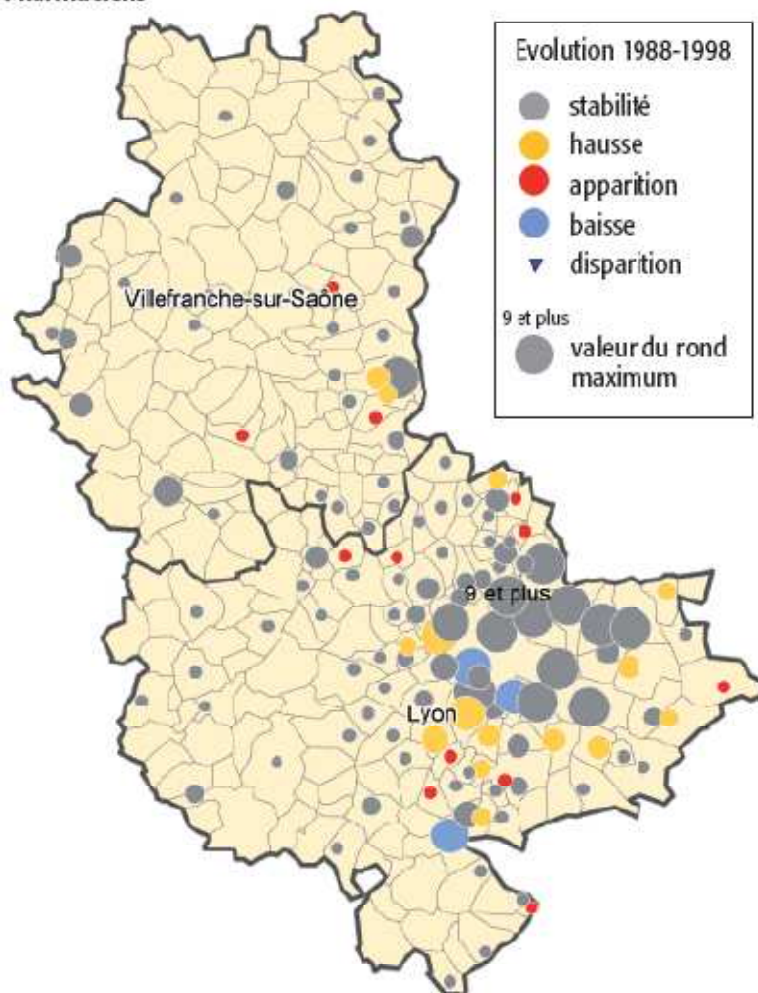 Evolution 1988-1998
stabilité
hausse
apparition
baisse
disparition
9 et plus
valeur du rond
maximum
Villefranche-sur-Saône
9 et plus
Lyon